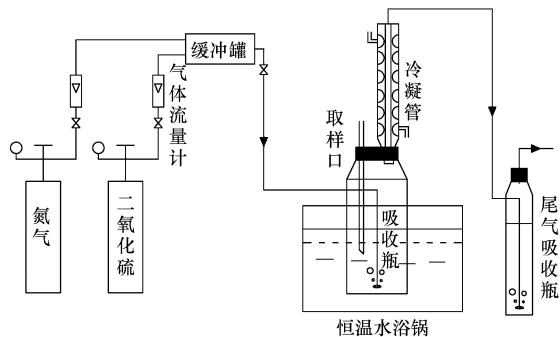 缓冲罐
气体流量计
冷凝管
取样口
氮气
二氧化硫
吸收瓶
尾气吸收瓶
恒温水浴锅